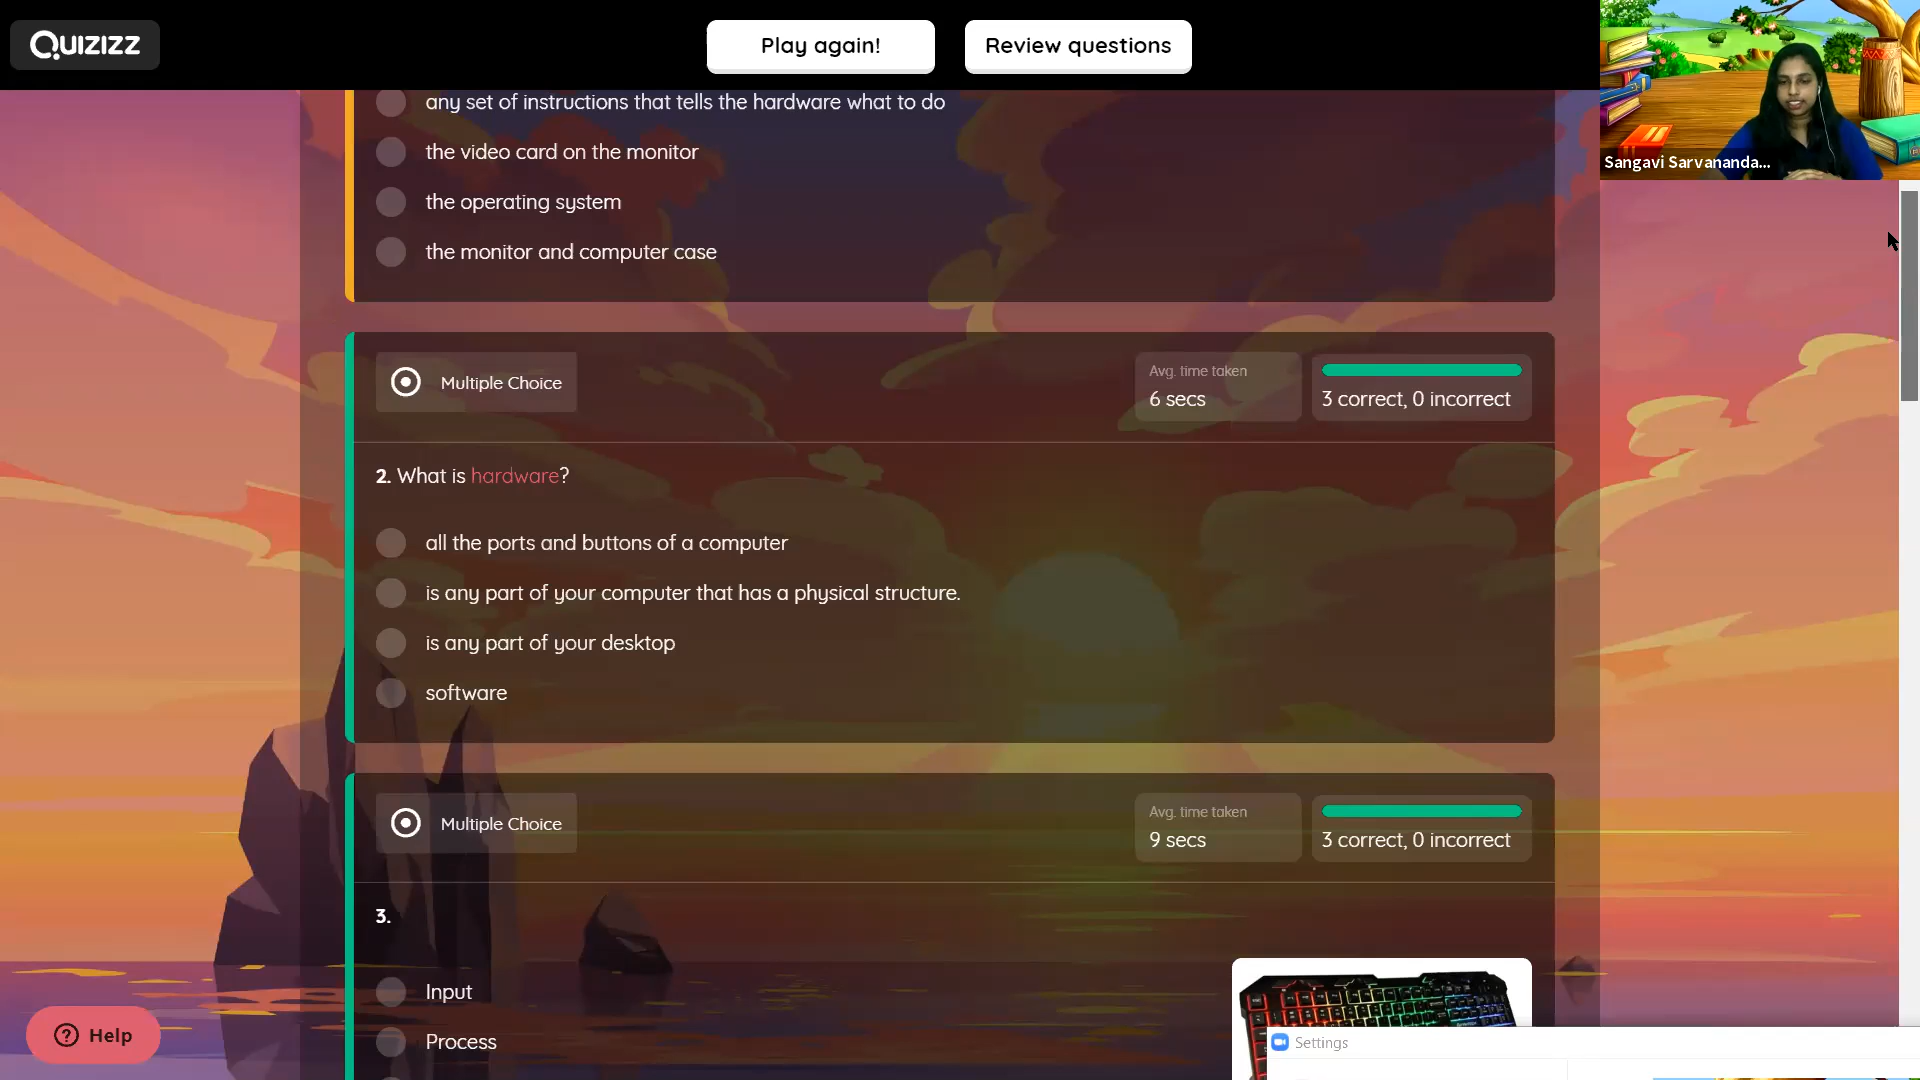 QUIZIZZ
Play again!
Review questions
Sangavi Sarvananda...
any set of instructions that tells the hardware what to do
the video card on the monitor
the operating system
the monitor and computer case
Multiple Choice
Avg. time taken
6 secs
3 correct, 0 incorrect
2. What is hardware?
all the ports and buttons of a computer
is any part of your computer that has a physical structure.
is any part of your desktop
software
Multiple Choice
Avg. time taken
9 secs
3 correct, 0 incorrect
3.
Input
Process
Help
Settings